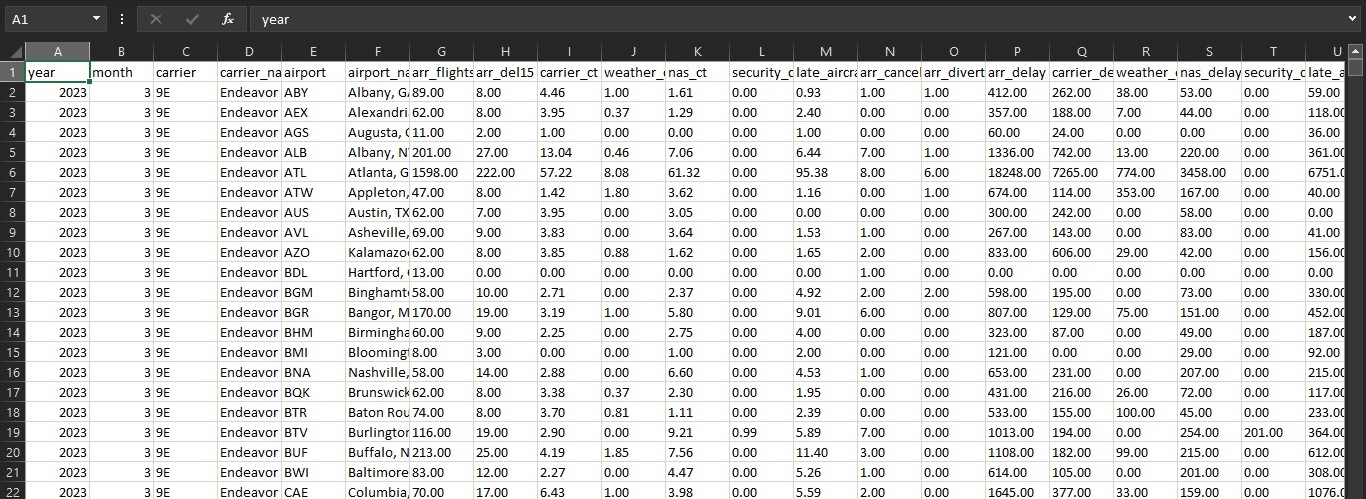 A1 fx year
A B C D E F G H I J K L M N O P Q R S T U
1 year month carrier carrier_na airport airport_na arr_flights arr_del15 carrier_ct weather_ nas_ct security_c late_aircra arr_cancel arr_divert arr_delay carrier_de weather_ nas_delay security_c late_a
2 2023 3 9E Endeavor ABY Albany, GA 89.00 8.00 4.46 1.00 1.61 0.00 0.93 1.00 1.00 412.00 262.00 38.00 53.00 0.00 59.00
3 2023 3 9E Endeavor AEX Alexandri 62.00 8.00 3.95 0.37 1.29 0.00 2.40 0.00 0.00 357.00 188.00 7.00 44.00 0.00 118.00
4 2023 3 9E Endeavor AGS Augusta, 11.00 2.00 1.00 0.00 0.00 0.00 1.00 0.00 0.00 60.00 24.00 0.00 0.00 0.00 36.00
5 2023 3 9E Endeavor ALB Albany, NY 201.00 27.00 13.04 0.46 7.06 0.00 6.44 7.00 1.00 1336.00 742.00 13.00 220.00 0.00 361.00
6 2023 3 9E Endeavor ATL Atlanta, G 1598.00 222.00 57.22 8.08 61.32 0.00 95.38 8.00 6.00 18248.00 7265.00 774.00 3458.00 0.00 6751.0
7 2023 3 9E Endeavor ATW Appleton, 47.00 8.00 1.42 1.80 3.62 0.00 1.16 0.00 1.00 674.00 114.00 353.00 167.00 0.00 40.00
8 2023 3 9E Endeavor AUS Austin, TX 62.00 7.00 3.95 0.00 3.05 0.00 0.00 0.00 0.00 300.00 242.00 0.00 58.00 0.00 0.00
9 2023 3 9E Endeavor AVL Asheville, 69.00 9.00 3.83 0.00 3.64 0.00 1.53 1.00 0.00 267.00 143.00 0.00 83.00 0.00 41.00
10 2023 3 9E Endeavor AZO Kalamazo 62.00 8.00 3.85 0.88 1.62 0.00 1.65 2.00 0.00 833.00 606.00 29.00 42.00 0.00 156.00
11 2023 3 9E Endeavor BDL Hartford, 13.00 0.00 0.00 0.00 0.00 0.00 0.00 1.00 0.00 0.00 0.00 0.00 0.00 0.00 0.00
12 2023 3 9E Endeavor BGM Binghamt 58.00 10.00 2.71 0.00 2.37 0.00 4.92 2.00 2.00 598.00 195.00 0.00 73.00 0.00 330.00
13 2023 3 9E Endeavor BGR Bangor, M 170.00 19.00 3.19 1.00 5.80 0.00 9.01 6.00 0.00 807.00 129.00 75.00 151.00 0.00 452.00
14 2023 3 9E Endeavor BHM Birmingha 60.00 9.00 2.25 0.00 2.75 0.00 4.00 0.00 0.00 323.00 87.00 0.00 49.00 0.00 187.00
15 2023 3 9E Endeavor BMI Blooming 8.00 3.00 0.00 0.00 1.00 0.00 2.00 0.00 0.00 121.00 0.00 0.00 29.00 0.00 92.00
16 2023 3 9E Endeavor BNA Nashville, 58.00 14.00 2.88 0.00 6.60 0.00 4.53 1.00 0.00 653.00 231.00 0.00 207.00 0.00 215.00
17 2023 3 9E Endeavor BQK Brunswick 62.00 8.00 3.38 0.37 2.30 0.00 1.95 0.00 0.00 431.00 216.00 26.00 72.00 0.00 117.00
18 2023 3 9E Endeavor BTR Baton Rou 74.00 8.00 3.70 0.81 1.11 0.00 2.39 0.00 0.00 533.00 155.00 100.00 45.00 0.00 233.00
19 2023 3 9E Endeavor BTV Burlington 116.00 19.00 2.90 0.00 9.21 0.99 5.89 7.00 0.00 1013.00 194.00 0.00 254.00 201.00 364.00
20 2023 3 9E Endeavor BUF Buffalo, N 213.00 25.00 4.19 1.85 7.56 0.00 11.40 3.00 0.00 1108.00 182.00 99.00 215.00 0.00 612.00
21 2023 3 9E Endeavor BWI Baltimore 83.00 12.00 2.27 0.00 4.47 0.00 5.26 1.00 0.00 614.00 105.00 0.00 201.00 0.00 308.00
22 2023 3 9E Endeavor CAE Columbia, 70.00 17.00 6.43 1.00 3.98 0.00 5.59 2.00 0.00 1645.00 377.00 33.00 159.00 0.00 1076.0